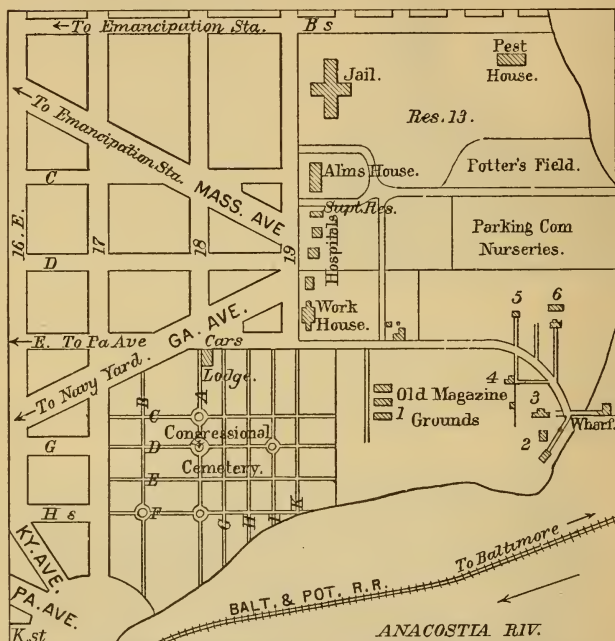 To Emancipation Sta.
B s
Jail.
Pest
House.
Res. 13.
To Emancipation Sta.
MASS. AVE
C
Alms House.
Potter's Field.
Supt. Res.
Hospitals
Parking Com
Nurseries.
16. E.
17
18
19
D
Work
House.
5
6
E. To Pa Ave
GA. AVE.
Cars
To Navy Yard.
Lodge.
4
3
Old Magazine
1 Grounds
Wharf.
2
B
A
C
Congressional
D
Cemetery.
E
F
G
H
I
K
G
H s
KY. AVE.
PA. AVE.
K. st
To Baltimore
BALT. & POT. R.R.
ANACOSTIA RIV.